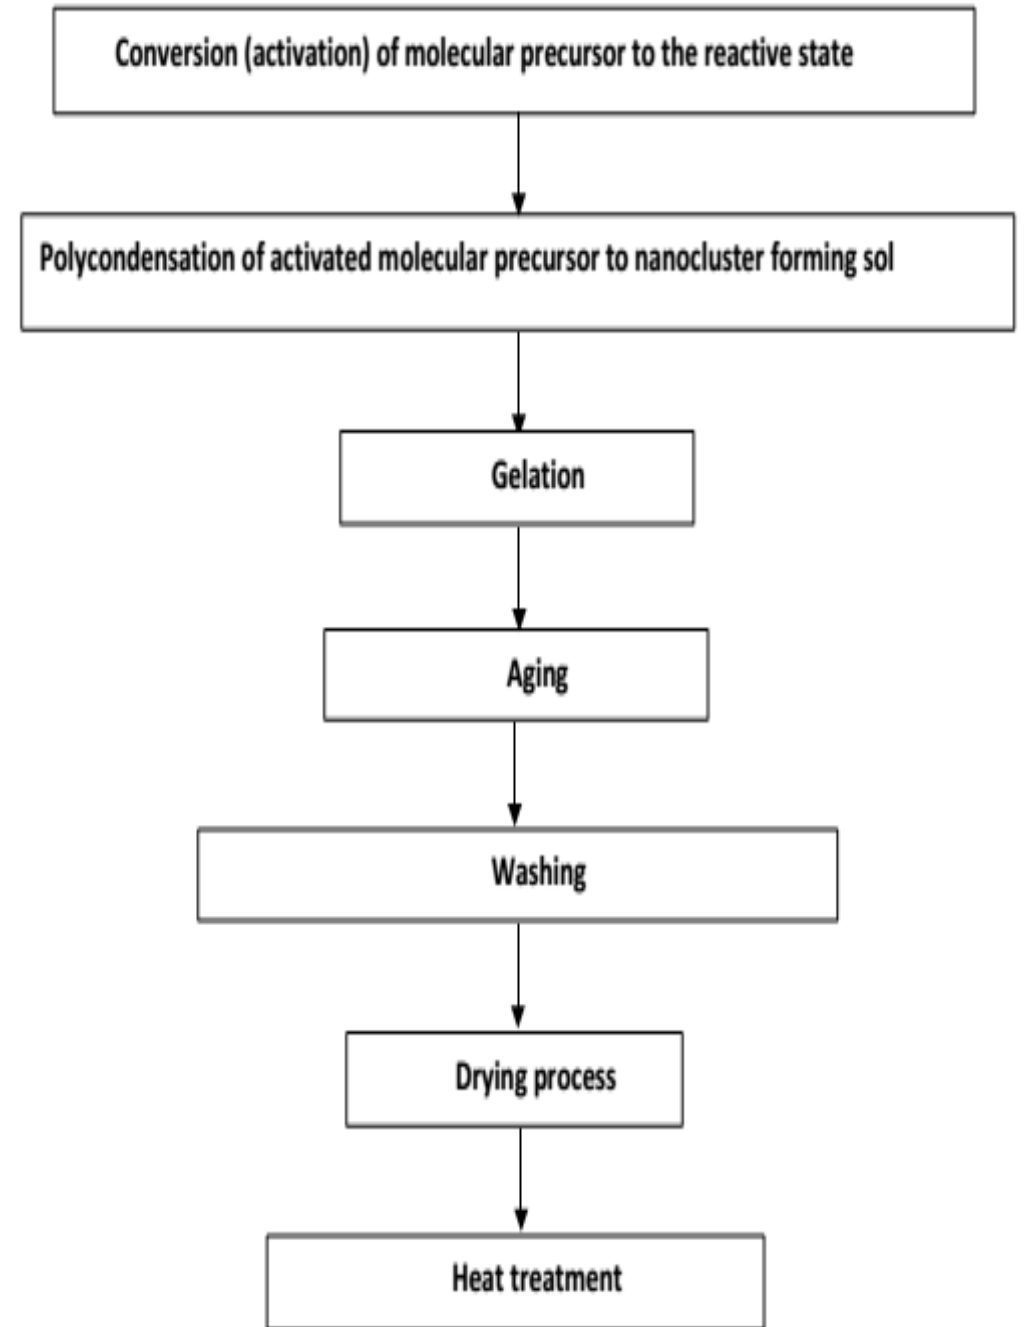 Conversion (activation) of molecular precursor to the reactive state
Polycondensation of activated molecular precursor to nanocluster forming sol
Gelation
Aging
Washing
Drying process
Heat treatment